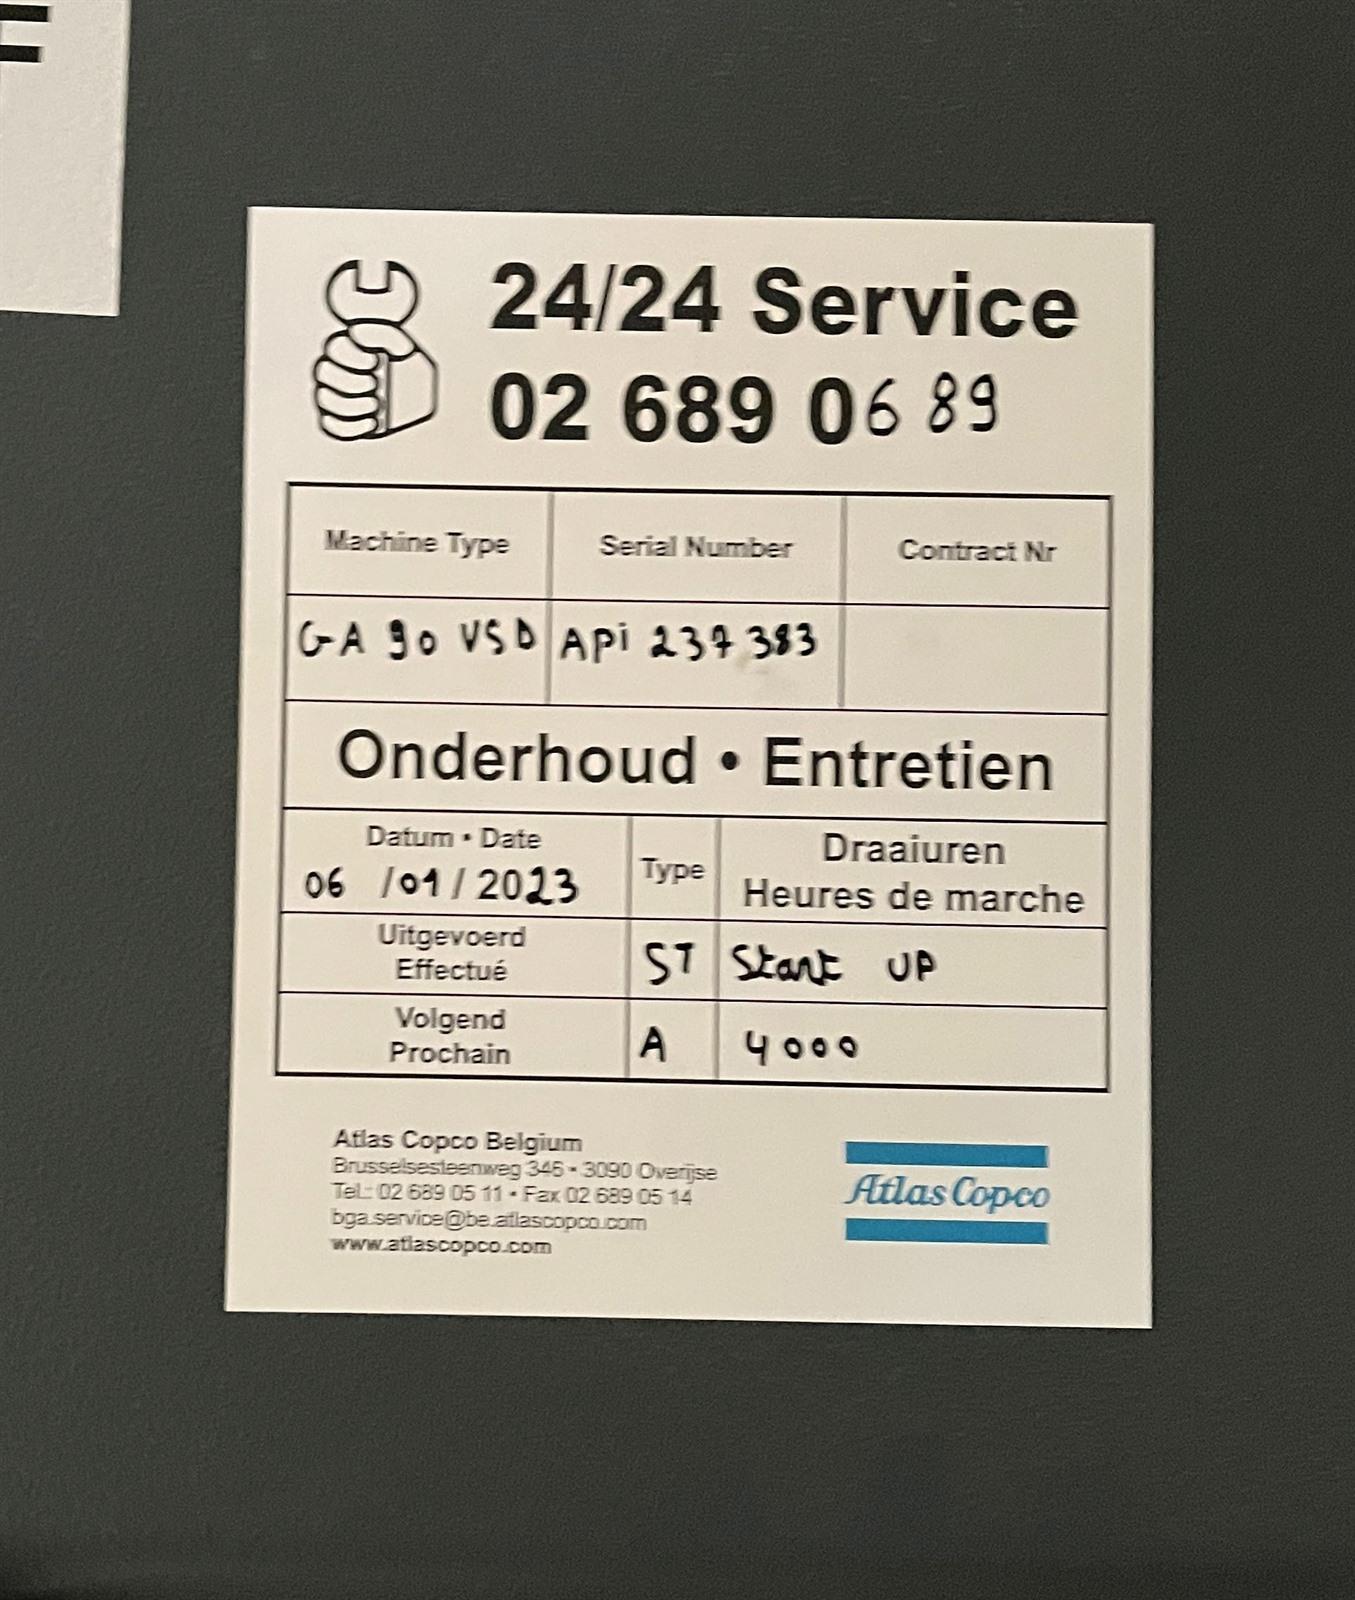 24/24 Service
02 689 06 89
Machine Type Serial Number Contract Nr
GA 90 VSD APi 237 383
Onderhoud • Entretien
Datum • Date
06 /01/2023
Type
Draaiuren
Heures de marche
Uitgevoerd
Effectué
ST Start UP
Volgend
Prochain
A 4000
Atlas Copco Belgium
Brusselsesteenweg 346 • 3090 Overijse
Tel.: 02 689 05 11 • Fax 02 689 05 14
bga.service@be.atlascopco.com
www.atlascopco.com
Atlas Copco